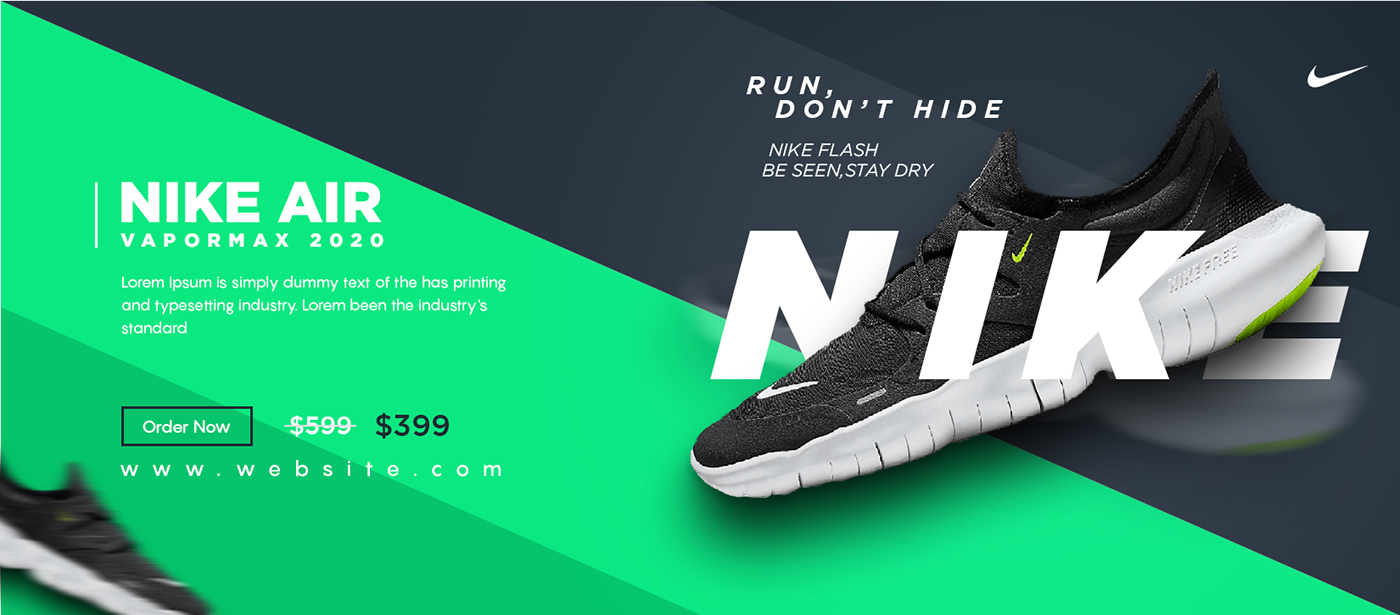 NIKE AIR
VAPORMAX 2020
Lorem Ipsum is simply dummy text of the has printing
and typesetting industry. Lorem been the industry's
standard
Order Now
$599 $399
www.website.com
RUN,
DON'T HIDE
NIKE FLASH
BE SEEN,STAY DRY
NIKE
NIKE FREE